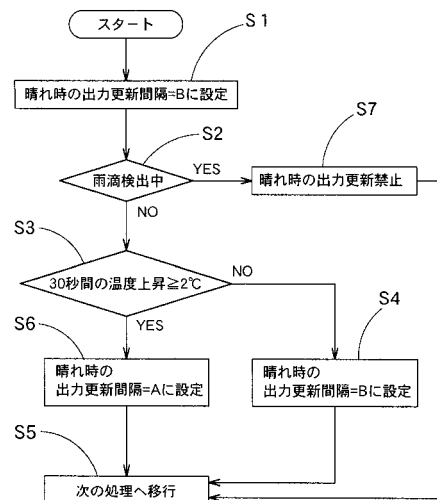 スタート
S1
晴れ時の出力更新間隔=Bに設定
S2
雨滴検出中
YES
S7
晴れ時の出力更新禁止
NO
S3
30秒間の温度上昇≧2℃
NO
YES
S6
晴れ時の
出力更新間隔=Aに設定
S4
晴れ時の
出力更新間隔=Bに設定
S5
次の処理へ移行